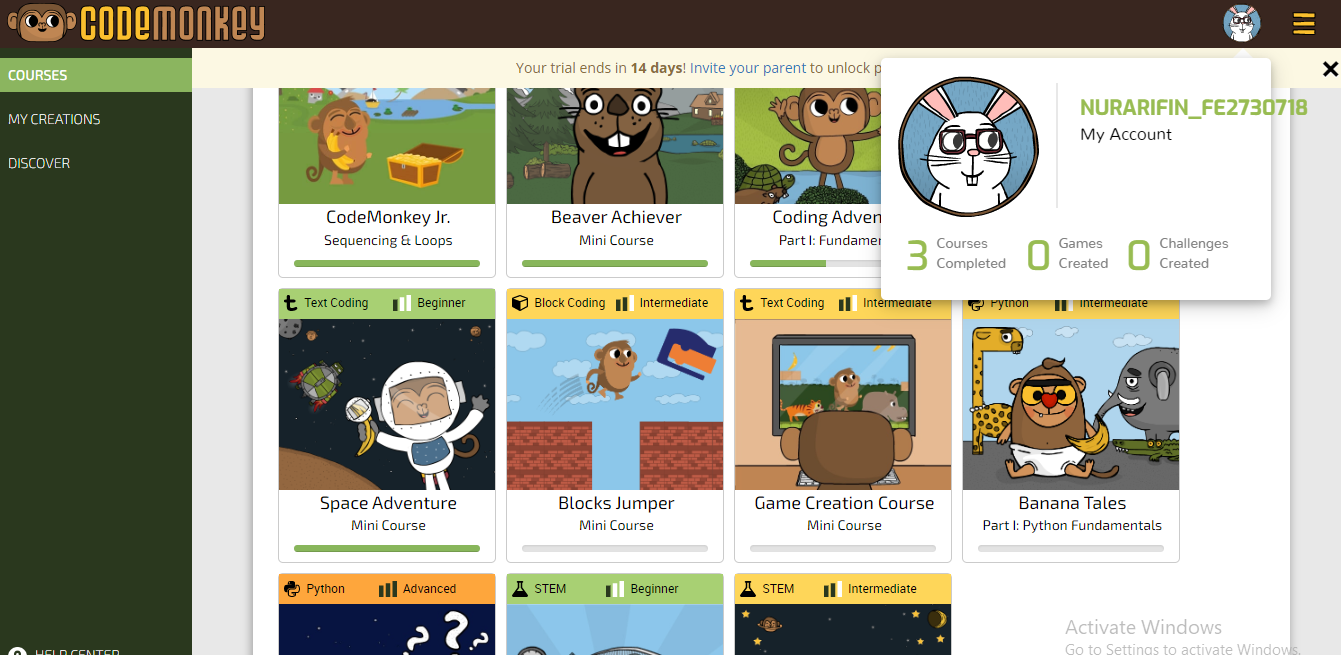 CODEMONKEY
COURSES
MY CREATIONS
DISCOVER
HELP CENTER
Your trial ends in 14 days! Invite your parent to unlock
NURARIFIN_FE2730718
My Account
3 Courses Completed
0 Games Created
0 Challenges Created
CodeMonkey Jr.
Sequencing & Loops
Beaver Achiever
Mini Course
Coding Adven
Part I: Fundamen
Text Coding Beginner
Space Adventure
Mini Course
Block Coding Intermediate
Blocks Jumper
Mini Course
Text Coding Intermediate
Game Creation Course
Mini Course
Python Intermediate
Banana Tales
Part I: Python Fundamentals
Python Advanced
STEM Beginner
STEM Intermediate
???
Activate Windows
Go to Settings to activate Windows.